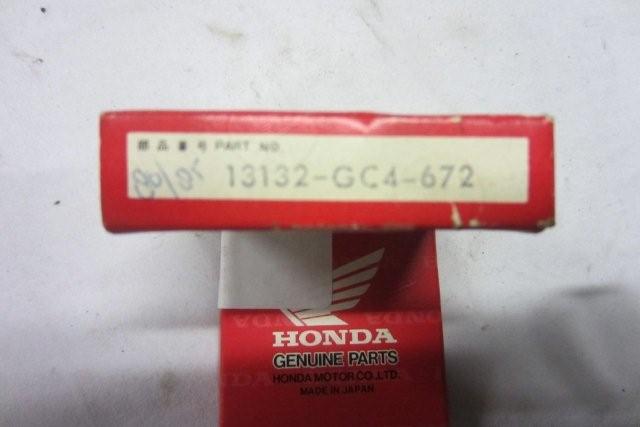 部品番号 PART NO.
13132-GC4-672
HONDA
GENUINE PARTS
HONDA MOTOR CO.,LTD.
MADE IN JAPAN